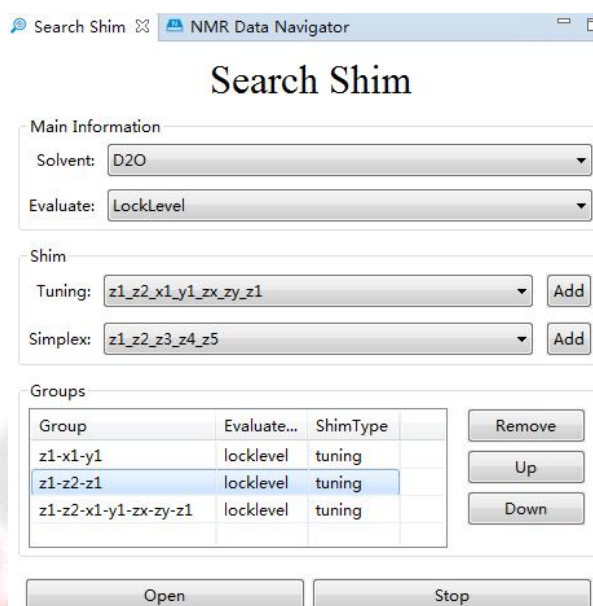 Search Shim NMR Data Navigator
Search Shim
Main Information
Solvent: D2O
Evaluate: LockLevel
Shim
Tuning: z1_z2_x1_y1_zx_zy_z1 Add
Simplex: z1_z2_z3_z4_z5 Add
Groups
Group Evaluate... ShimType
Remove
z1-x1-y1 locklevel tuning
Up
z1-z2-z1 locklevel tuning
z1-z2-x1-y1-zx-zy-z1 locklevel tuning
Down
Open Stop